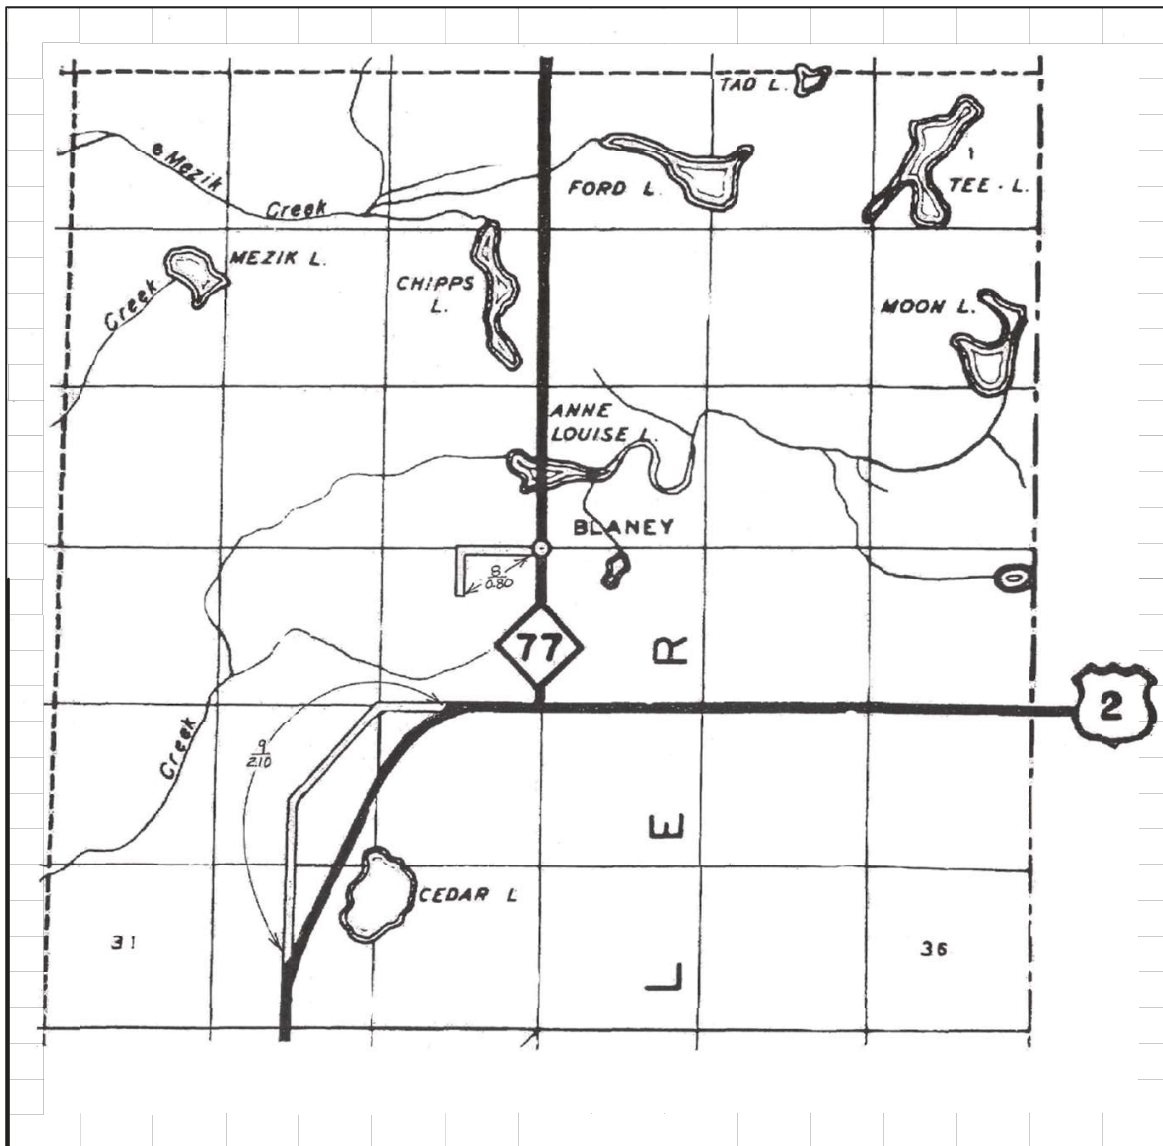 TAD L.
Mezik
Creek
FORD L.
1
TEE - L.
MEZIK L.
CHIPPS
L.
Creek
MOON L.
ANNE
LOUISE L.
BLANEY
8
0.80
77
R
2
Creek
9
2.10
E
CEDAR L
31
36
L